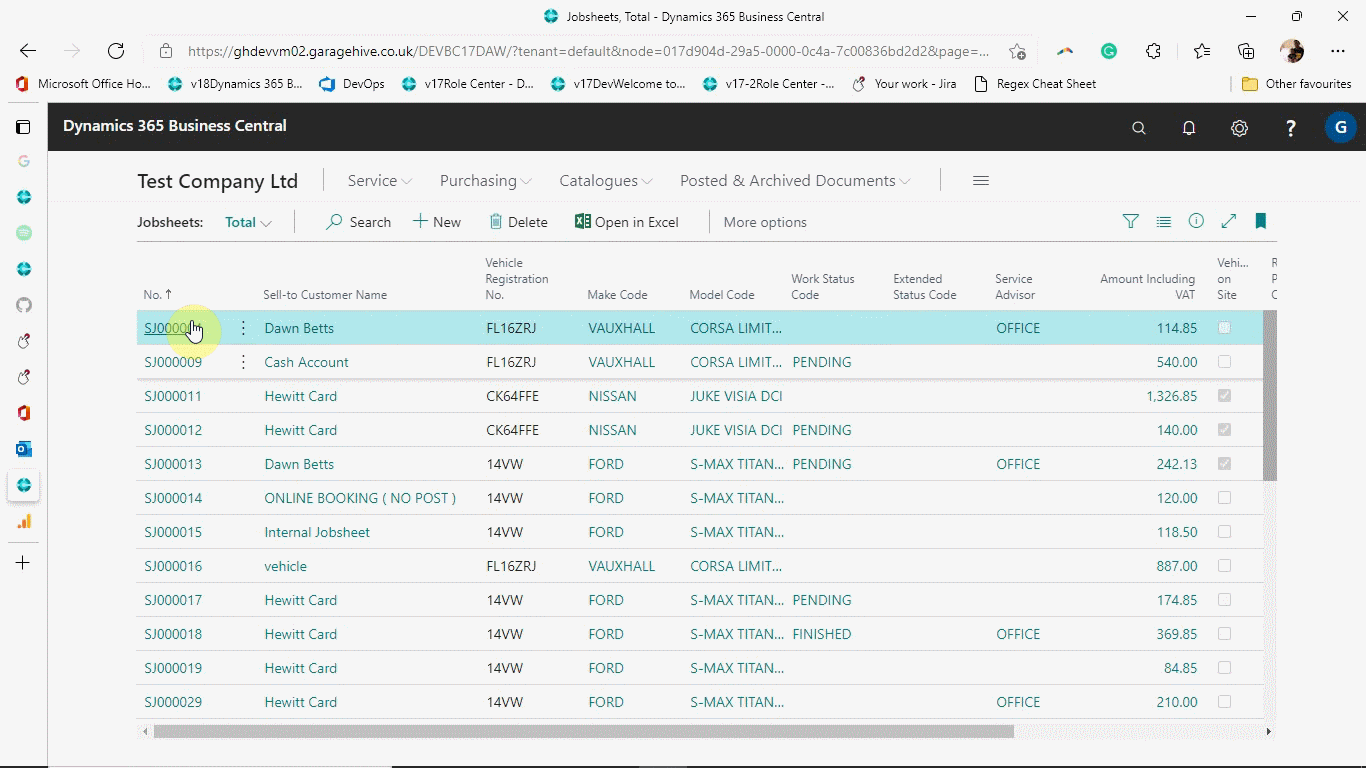 Jobsheets, Total - Dynamics 365 Business Central
https://ghdevvm02.garagehive.co.uk/DEVBC17DAW/?tenant=default&node=017d904d-29a5-0000-0c4a-7c00836bd2d2&page=...
Microsoft Office Ho... v18Dynamics 365 B... DevOps v17Role Center - D... v17DevWelcome to... v17-2Role Center -... Your work - Jira Regex Cheat Sheet Other favourites
Dynamics 365 Business Central ? G
Test Company Ltd Service Purchasing Catalogues Posted & Archived Documents
Jobsheets: Total Search New Delete Open in Excel More options
No. ↑ Sell-to Customer Name Vehicle Registration No. Make Code Model Code Work Status Code Extended Status Code Service Advisor Amount Including VAT Vehi... on Site
Dawn Betts FL16ZRJ VAUXHALL CORSA LIMIT... OFFICE 114.85
SJ000009 Cash Account FL16ZRJ VAUXHALL CORSA LIMIT... PENDING 540.00
SJ000011 Hewitt Card CK64FFE NISSAN JUKE VISIA DCI 1,326.85
SJ000012 Hewitt Card CK64FFE NISSAN JUKE VISIA DCI PENDING 140.00
SJ000013 Dawn Betts 14VW FORD S-MAX TITAN... PENDING OFFICE 242.13
SJ000014 ONLINE BOOKING ( NO POST ) 14VW FORD S-MAX TITAN... 120.00
SJ000015 Internal Jobsheet 14VW FORD S-MAX TITAN... 118.50
SJ000016 vehicle FL16ZRJ VAUXHALL CORSA LIMIT... 887.00
SJ000017 Hewitt Card 14VW FORD S-MAX TITAN... PENDING 174.85
SJ000018 Hewitt Card 14VW FORD S-MAX TITAN... FINISHED OFFICE 369.85
SJ000019 Hewitt Card 14VW FORD S-MAX TITAN... 84.85
SJ000029 Hewitt Card 14VW FORD S-MAX TITAN... OFFICE 210.00